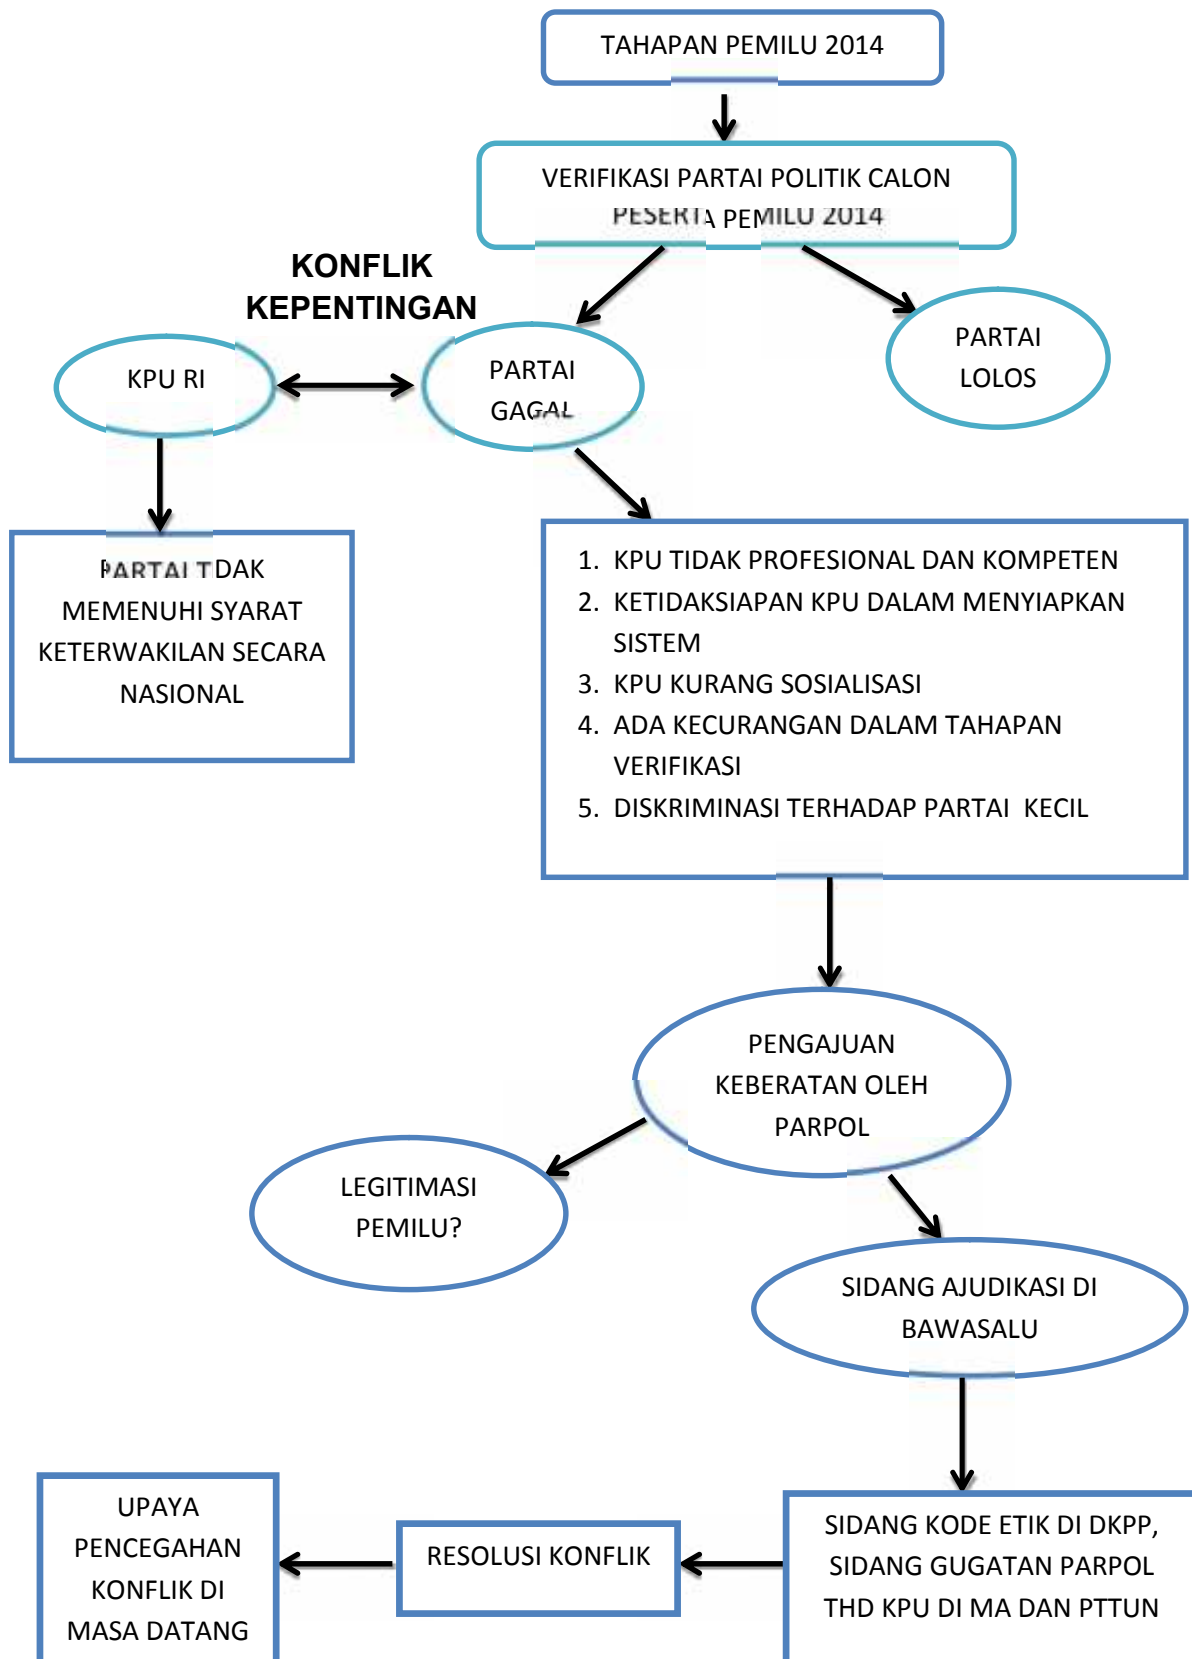 TAHAPAN PEMILU 2014
VERIFIKASI PARTAI POLITIK CALON
PESERTA PEMILU 2014
KONFLIK
KEPENTINGAN
KPU RI
PARTAI
GAGAL
PARTAI
LOLOS
PARTAI TIDAK
MEMENUHI SYARAT
KETERWAKILAN SECARA
NASIONAL
1. KPU TIDAK PROFESIONAL DAN KOMPETEN
2. KETIDAKSIAPAN KPU DALAM MENYIAPKAN
SISTEM
3. KPU KURANG SOSIALISASI
4. ADA KECURANGAN DALAM TAHAPAN
VERIFIKASI
5. DISKRIMINASI TERHADAP PARTAI KECIL
PENGAJUAN
KEBERATAN OLEH
PARPOL
LEGITIMASI
PEMILU?
SIDANG AJUDIKASI DI
BAWASALU
SIDANG KODE ETIK DI DKPP,
SIDANG GUGATAN PARPOL
THD KPU DI MA DAN PTTUN
RESOLUSI KONFLIK
UPAYA
PENCEGAHAN
KONFLIK DI
MASA DATANG